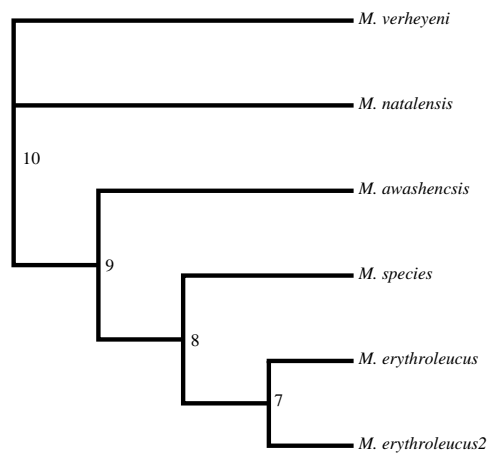 M. verheyeni
M. natalensis
10
M. awashencsis
9
M. species
8
M. erythroleucus
7
M. erythroleucus2